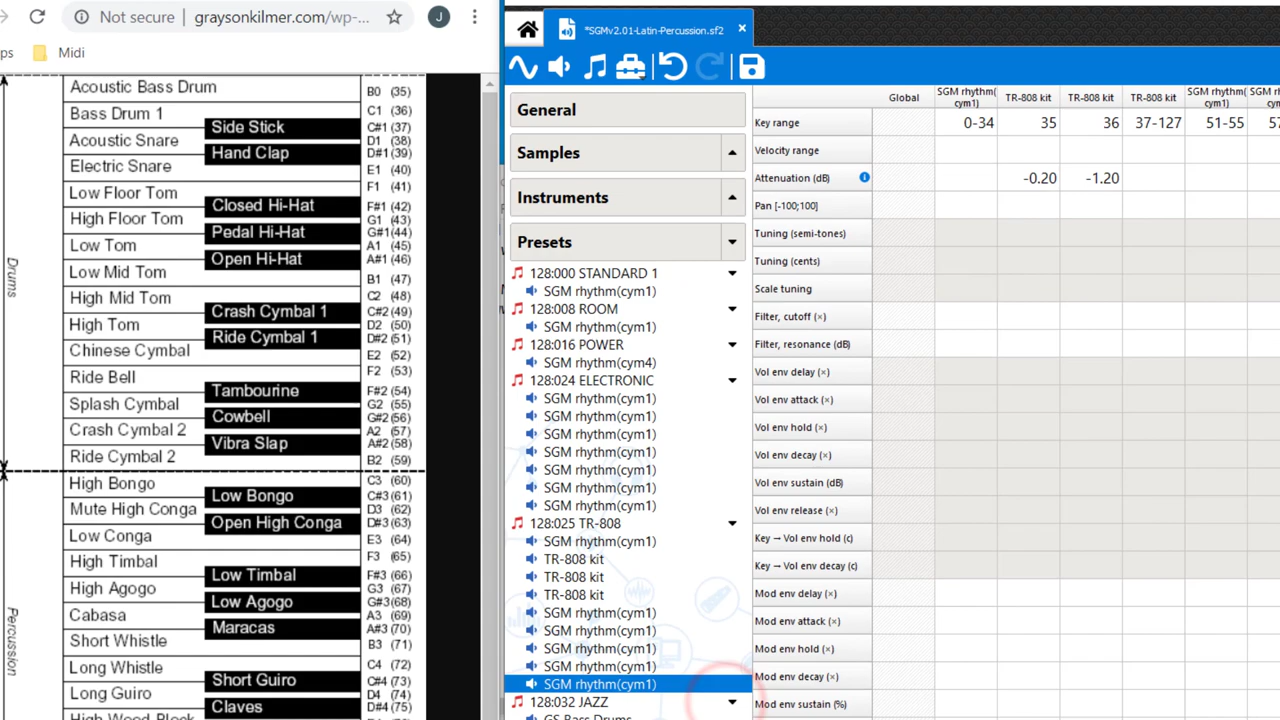 Not secure | graysonkilmer.com/wp-
J
ps
Midi
Acoustic Bass Drum
B0 (35)
Bass Drum 1
C1 (36)
Side Stick
C#1 (37)
Acoustic Snare
D1 (38)
Hand Clap
D#1 (39)
Electric Snare
E1 (40)
Low Floor Tom
F1 (41)
Closed Hi-Hat
F#1 (42)
High Floor Tom
G1 (43)
Pedal Hi-Hat
G#1 (44)
Low Tom
A1 (45)
Open Hi-Hat
A#1 (46)
Low Mid Tom
B1 (47)
High Mid Tom
C2 (48)
Crash Cymbal 1
C#2 (49)
High Tom
D2 (50)
Ride Cymbal 1
D#2 (51)
Chinese Cymbal
E2 (52)
Ride Bell
F2 (53)
Tambourine
F#2 (54)
Splash Cymbal
G2 (55)
Cowbell
G#2 (56)
Crash Cymbal 2
A2 (57)
Vibra Slap
A#2 (58)
Ride Cymbal 2
B2 (59)
Drums
High Bongo
C3 (60)
Low Bongo
C#3 (61)
Mute High Conga
D3 (62)
Open High Conga
D#3 (63)
Low Conga
E3 (64)
High Timbal
F3 (65)
Low Timbal
F#3 (66)
High Agogo
G3 (67)
Low Agogo
G#3 (68)
Cabasa
A3 (69)
Maracas
A#3 (70)
Short Whistle
B3 (71)
Long Whistle
C4 (72)
Short Guiro
C#4 (73)
Long Guiro
D4 (74)
Claves
D#4 (75)
High Wood Block
Percussion
*SGMv2.01-Latin-Percussion.sf2
General
Samples
Instruments
Presets
128:000 STANDARD 1
SGM rhythm(cym1)
128:008 ROOM
SGM rhythm(cym1)
128:016 POWER
SGM rhythm(cym4)
128:024 ELECTRONIC
SGM rhythm(cym1)
SGM rhythm(cym1)
SGM rhythm(cym1)
SGM rhythm(cym1)
SGM rhythm(cym1)
SGM rhythm(cym1)
SGM rhythm(cym1)
128:025 TR-808
SGM rhythm(cym1)
TR-808 kit
TR-808 kit
TR-808 kit
SGM rhythm(cym1)
SGM rhythm(cym1)
SGM rhythm(cym1)
SGM rhythm(cym1)
SGM rhythm(cym1)
128:032 JAZZ
GS Bass Drums
Global
SGM rhythm(
cym1)
TR-808 kit
TR-808 kit
TR-808 kit
SGM rhythm(
cym1)
SGM rhy
cym1
Key range 0-34 35 36 37-127 51-55 57
Velocity range
Attenuation (dB) -0.20 -1.20
Pan [-100;100]
Tuning (semi-tones)
Tuning (cents)
Scale tuning
Filter, cutoff (×)
Filter, resonance (dB)
Vol env delay (×)
Vol env attack (×)
Vol env hold (×)
Vol env decay (×)
Vol env sustain (dB)
Vol env release (×)
Key → Vol env hold (c)
Key → Vol env decay (c)
Mod env delay (×)
Mod env attack (×)
Mod env hold (×)
Mod env decay (×)
Mod env sustain (%)